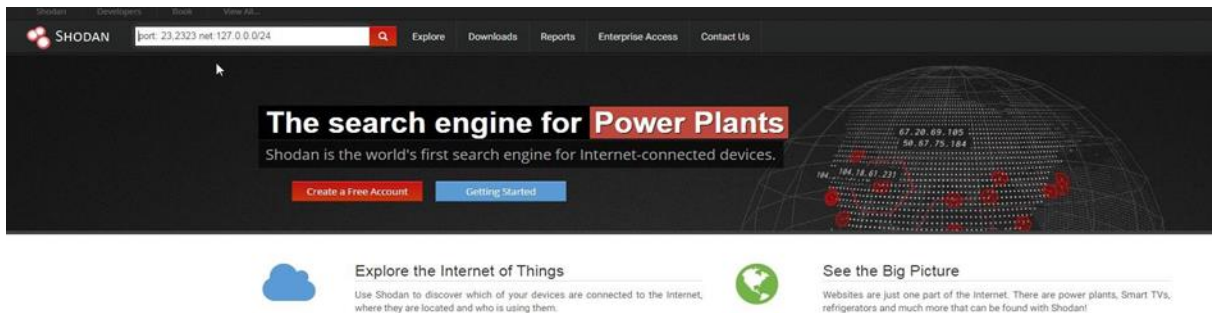 Shodan Developers Book View All...
SHODAN port: 23,2323 net:127.0.0.0/24 Explore Downloads Reports Enterprise Access Contact Us
The search engine for Power Plants
Shodan is the world's first search engine for Internet-connected devices.
Create a Free Account Getting Started
67.20.69.105
50.67.75.184
104.18.61.231
Explore the Internet of Things
Use Shodan to discover which of your devices are connected to the Internet,
where they are located and who is using them.
See the Big Picture
Websites are just one part of the Internet. There are power plants, Smart TVs,
refrigerators and much more that can be found with Shodan!